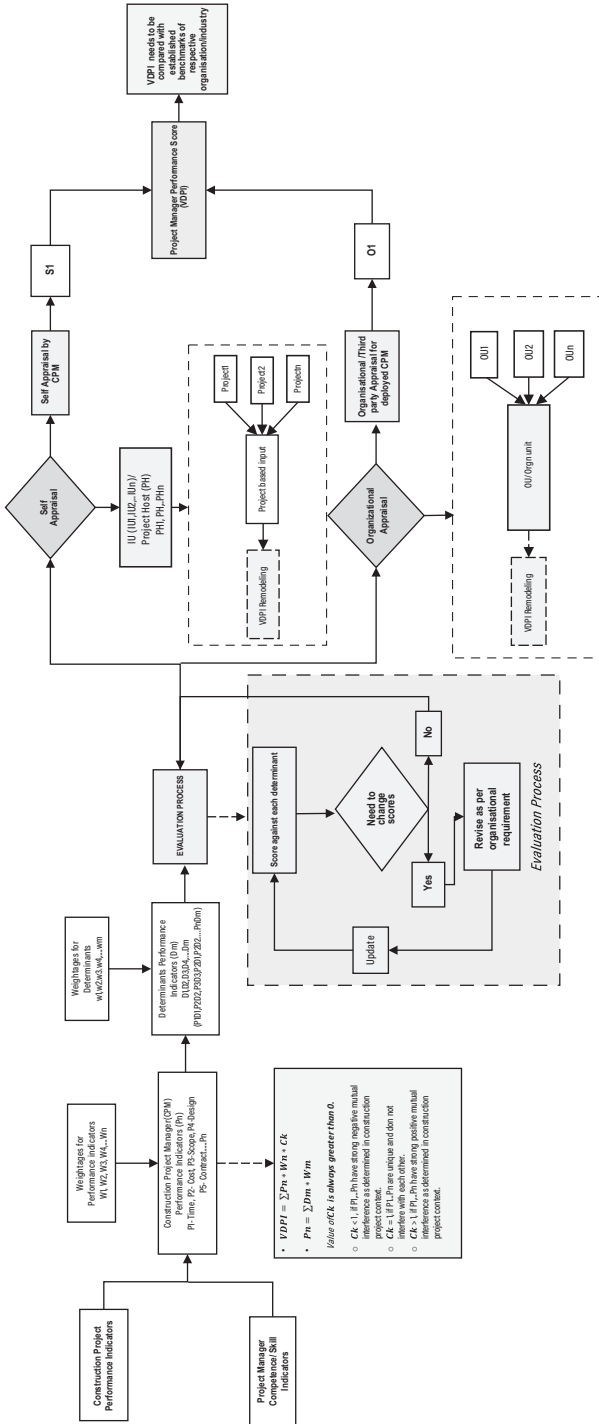 Construction Project
Performance Indicators
Project Manager
Competence/ Skill
Indicators
Weightages for
Performance indicators
W1, W2, W3, W4,...Wn
Construction Project Manager(CPM)
Performance Indicators (Pn)
P1-Time, P2- Cost, P3-Scope, P4-Design
P5- Contract....Pn
• VDPI = ∑Pn * Wn * Ck
• Pn = ∑Dm * Wm
Value of Ck is always greater than 0.
○ Ck <1, if P1,..Pn have strong negative mutual
interference as determined in construction
project context.
○ Ck =1, if P1,..Pn are unique and don not
interfere with each other.
○ Ck >1, if P1,..Pn have strong positive mutual
interference as determined in construction
project context.
Weightages for
Determinants
w1,w2,w3,w4,...wm
Determinants Performance
Indicators (Dm)
D1,D2,D3,D4,...Dm
(P1D1,P2D2,P3D3,P2D1,P2D2....PnDm)
EVALUATION PROCESS
Score against each determinant
Need to
change
scores
No
Yes
Update
Revise as per
organisational
requirement
Evaluation Process
Self
Appraisal
Self Appraisal by
CPM
S1
IU (IU1,IU2,,..IUn)/
Project Host (PH)
PH1, PH,..PHn
VDPI Remodeling
Project based input
Project1
Project2
Projectn
Organizational
Appraisal
Organisational /Third
party Appraisal for
deployed CPM
O1
VDPI Remodeling
OU/ Orgn unit
OU1
OU2
OUn
Project Manager Performance Score
(VDPI)
VDPI needs to be
compared with
established
benchmarks of
respective
organisation/industry